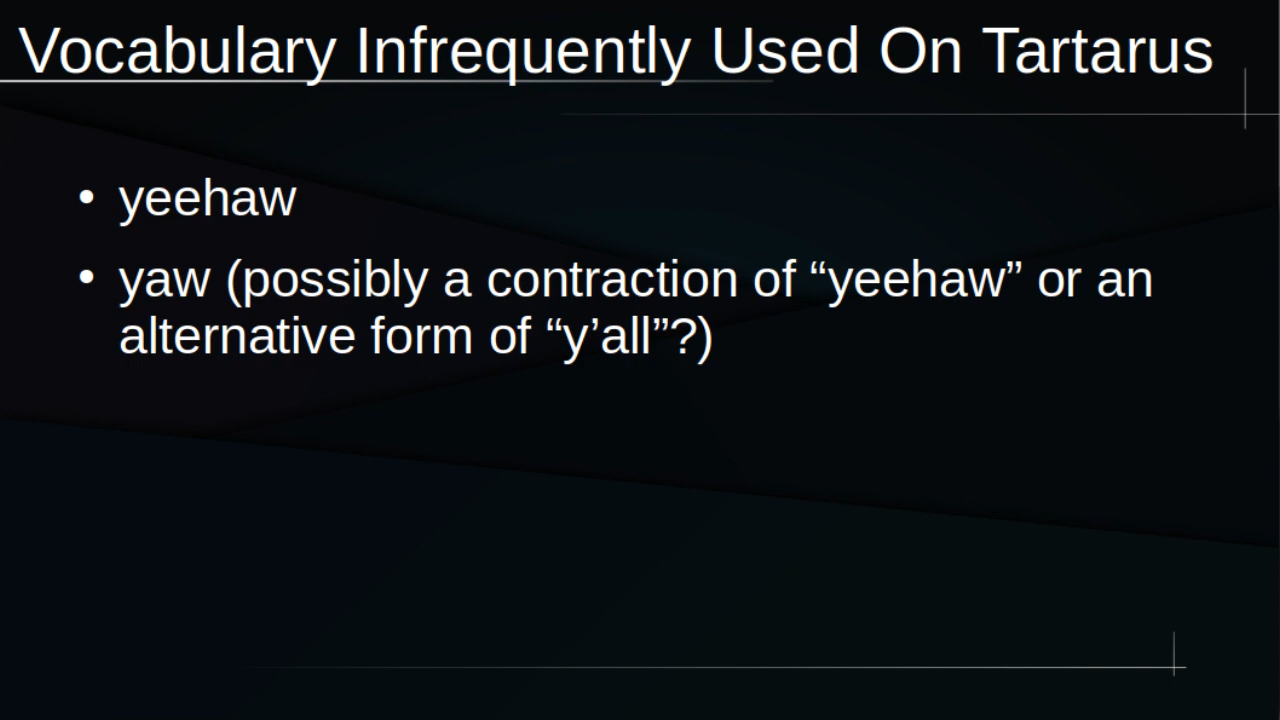 Vocabulary Infrequently Used On Tartarus
• yeehaw
• yaw (possibly a contraction of “yeehaw” or an
alternative form of “y’all”?)